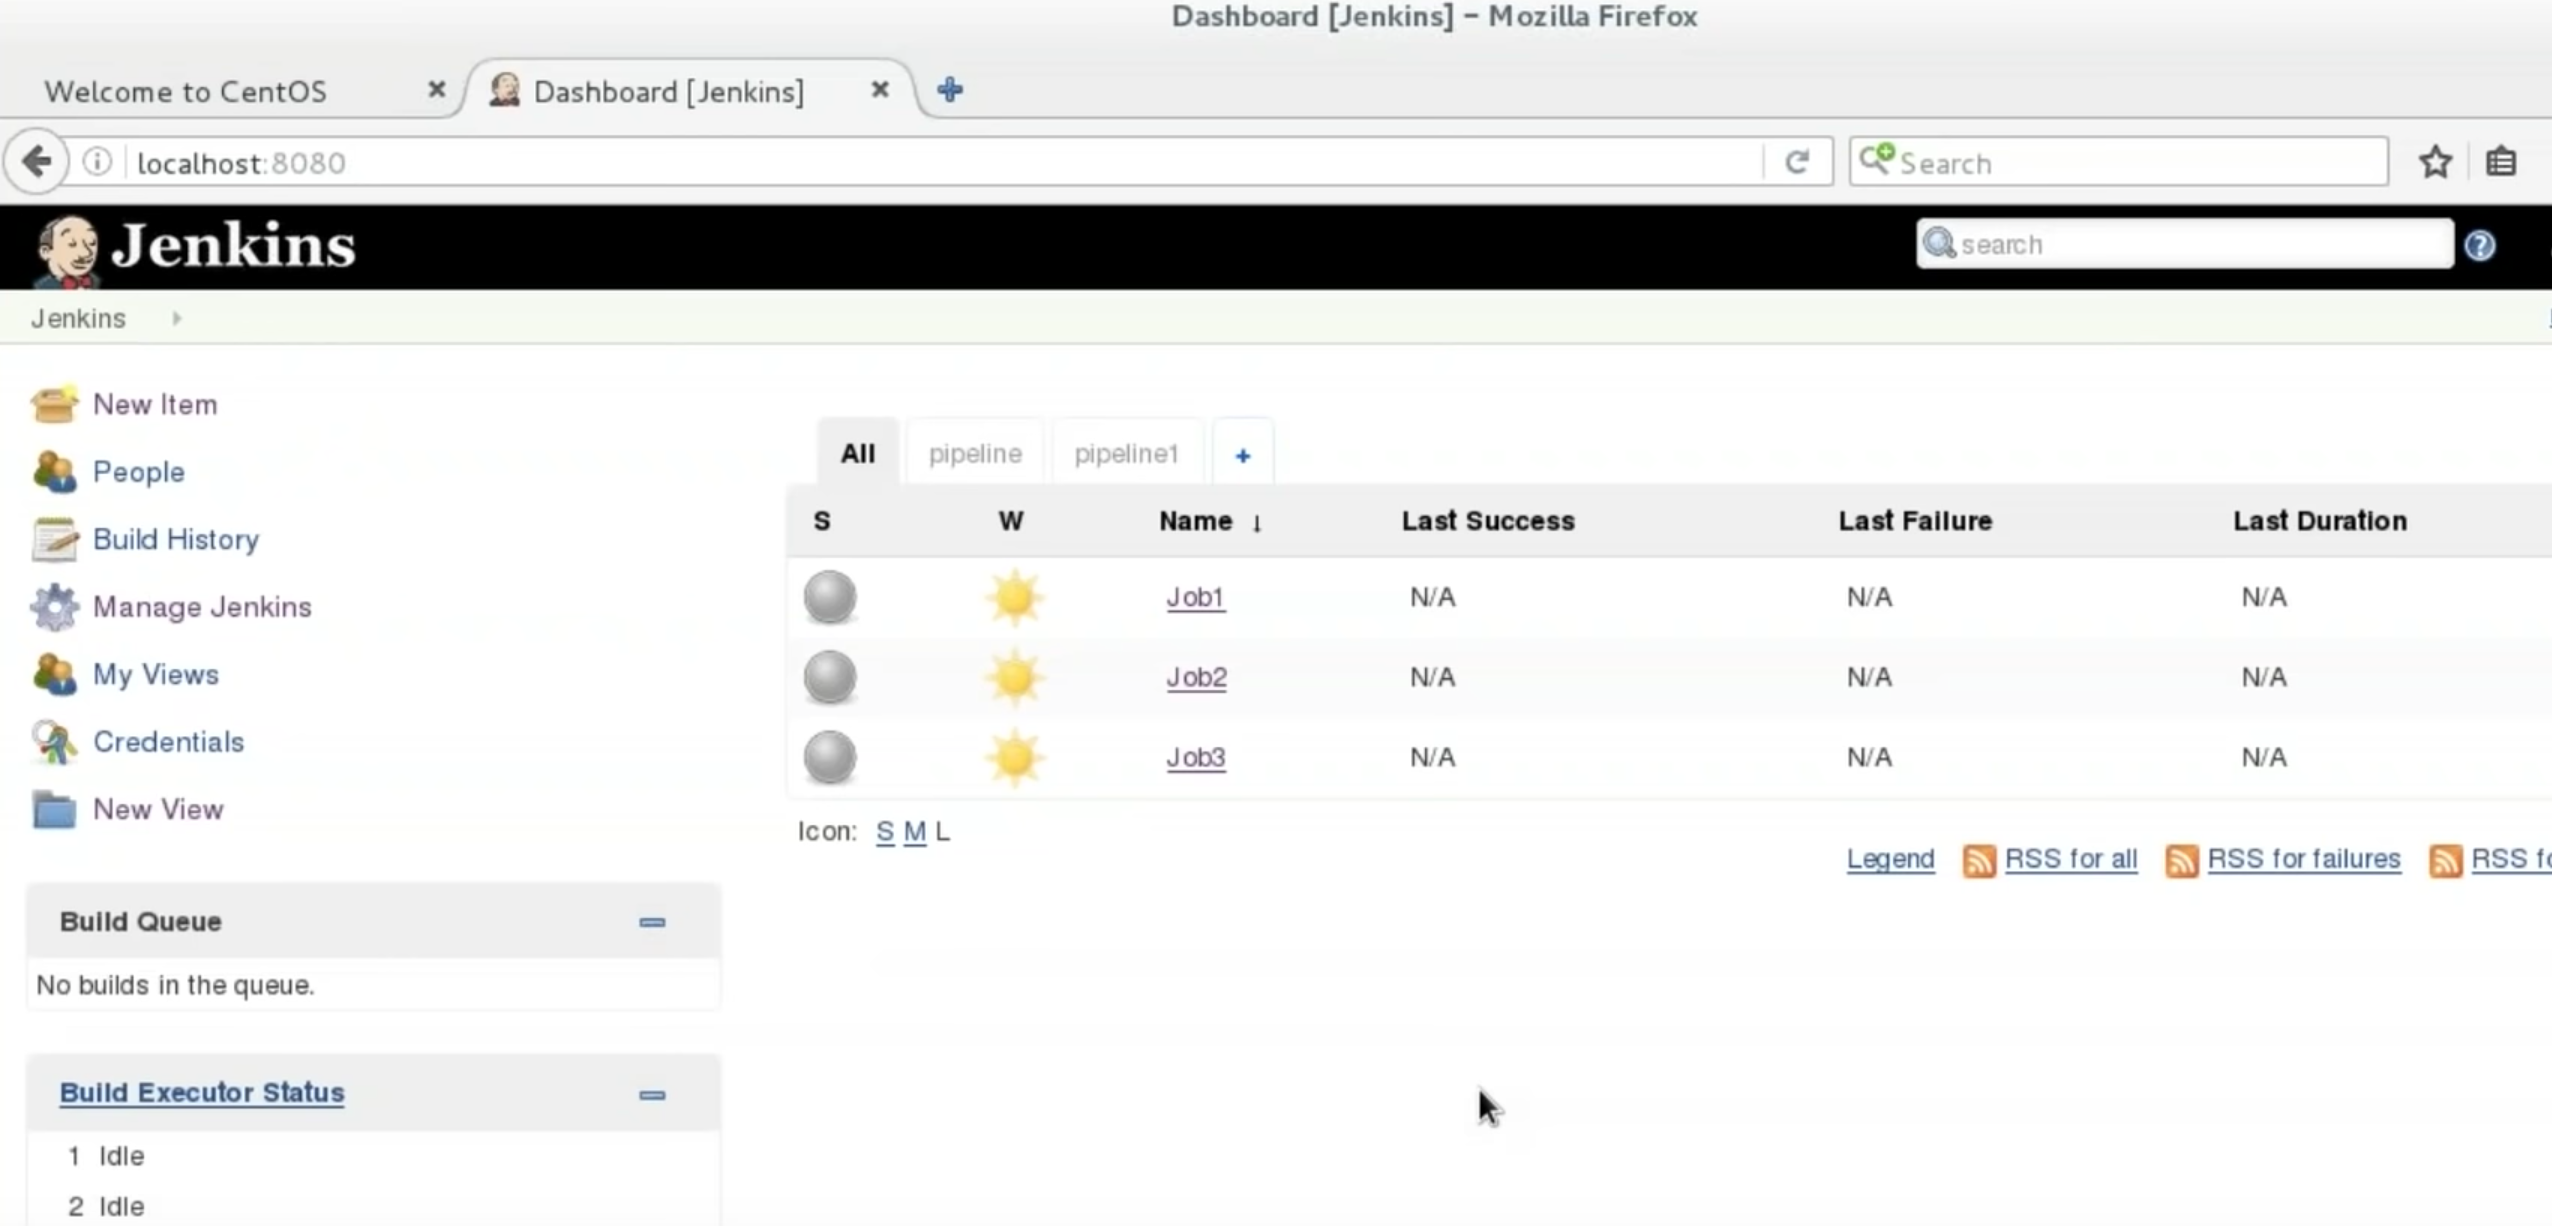 Dashboard [Jenkins] – Mozilla Firefox
Welcome to CentOS
Dashboard [Jenkins]
localhost:8080
Search
Jenkins
search
Jenkins
New Item
People
Build History
Manage Jenkins
My Views
Credentials
New View
All pipeline pipeline1 +
S W Name ↓ Last Success Last Failure Last Duration
Job1 N/A N/A N/A
Job2 N/A N/A N/A
Job3 N/A N/A N/A
Icon: S M L
Legend RSS for all RSS for failures RSS
Build Queue
No builds in the queue.
Build Executor Status
1 Idle
2 Idle